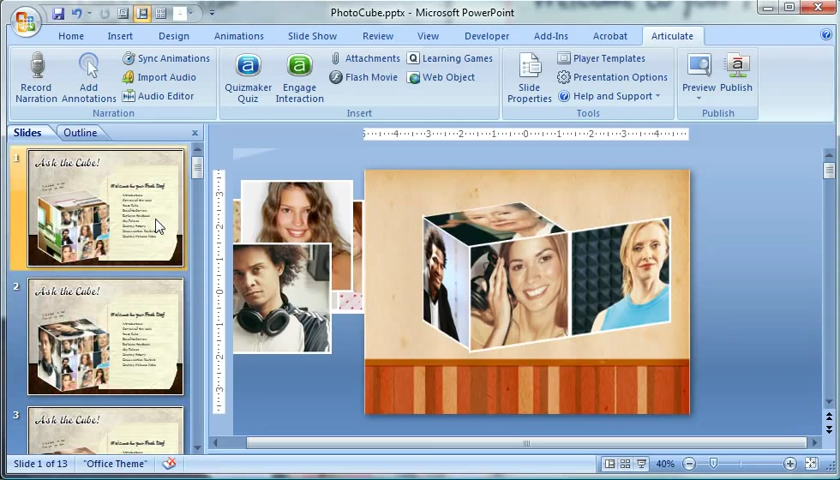 PhotoCube.pptx - Microsoft PowerPoint
Home Insert Design Animations Slide Show Review View Developer Add-Ins Acrobat Articulate
Record Narration
Add Annotations
Sync Animations
Import Audio
Audio Editor
Narration
Quizmaker Quiz
Engage Interaction
Attachments
Flash Movie
Learning Games
Web Object
Insert
Slide Properties
Player Templates
Presentation Options
Help and Support
Tools
Preview
Publish
Publish
Slides Outline
1
Ask the Cube!
2
Ask the Cube!
3
Ask the Cube!
Slide 1 of 13 "Office Theme" 40%